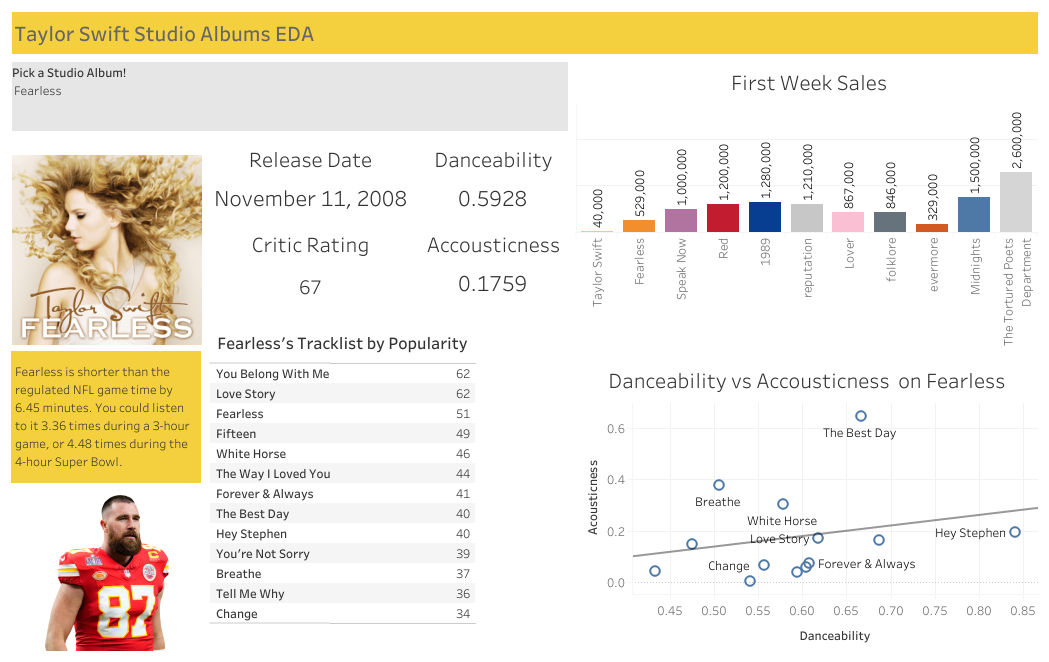 Taylor Swift Studio Albums EDA
Pick a Studio Album!
Fearless
Release Date
November 11, 2008
Danceability
0.5928
Critic Rating
67
Accousticness
0.1759
Taylor Swift
FEARLESS
Fearless is shorter than the
regulated NFL game time by
6.45 minutes. You could listen
to it 3.36 times during a 3-hour
game, or 4.48 times during the
4-hour Super Bowl.
87
Fearless's Tracklist by Popularity
You Belong With Me 62
Love Story 62
Fearless 51
Fifteen 49
White Horse 46
The Way I Loved You 44
Forever & Always 41
The Best Day 40
Hey Stephen 40
You're Not Sorry 39
Breathe 37
Tell Me Why 36
Change 34
First Week Sales
40,000
529,000
1,000,000
1,200,000
1,280,000
1,210,000
867,000
846,000
329,000
1,500,000
2,600,000
Taylor Swift
Fearless
Speak Now
Red
1989
reputation
Lover
folklore
evermore
Midnights
The Tortured Poets
Department
Danceability vs Accousticness on Fearless
Acousticness
0.6
0.4
0.2
0.0
The Best Day
Breathe
White Horse
Love Story
Hey Stephen
Change
Forever & Always
0.45 0.50 0.55 0.60 0.65 0.70 0.75 0.80 0.85
Danceability